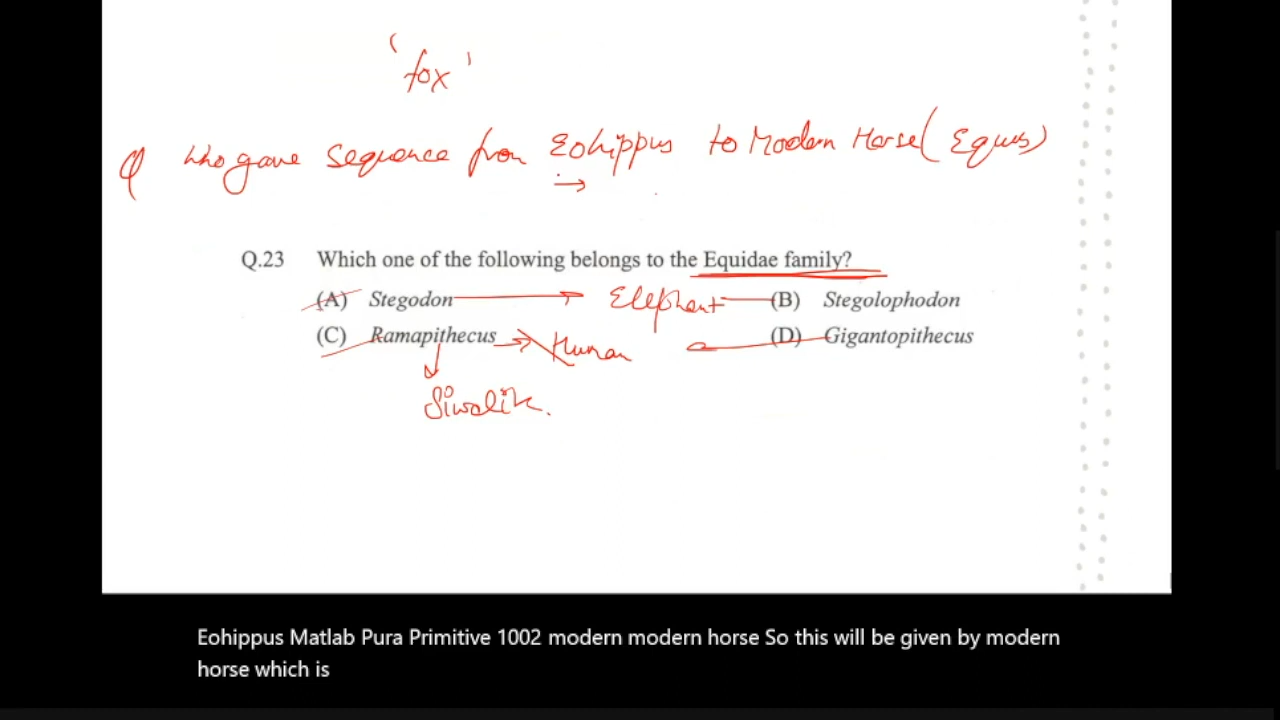 'fox'
Q who gave sequence from Eohippus to Modern Horse (Equus)
Q.23 Which one of the following belongs to the Equidae family?
(A) Stegodon → Elephant (B) Stegolophodon
(C) Ramapithecus → Human (D) Gigantopithecus
Siwalik.
Eohippus Matlab Pura Primitive 1002 modern modern horse So this will be given by modern
horse which is